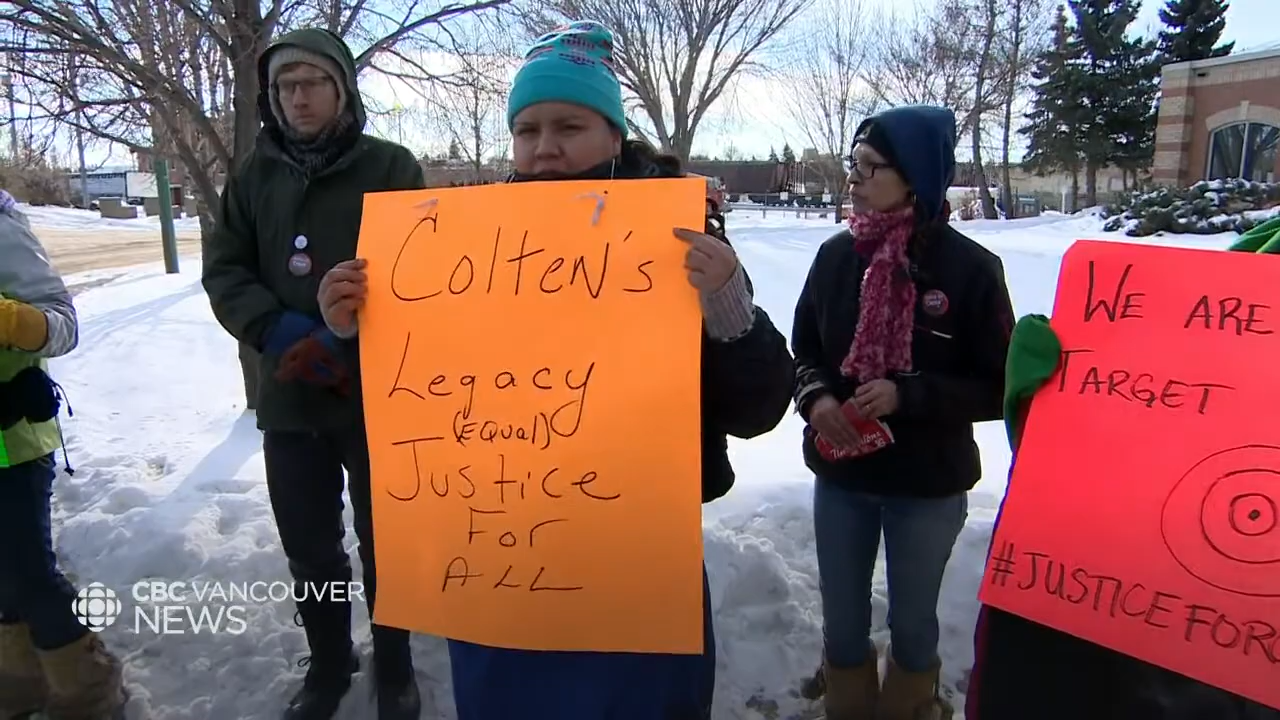 Colten's
Legacy
(Equal)
Justice
For
ALL
WE ARE
TARGET
#JUSTICEFOR
CBC VANCOUVER
NEWS